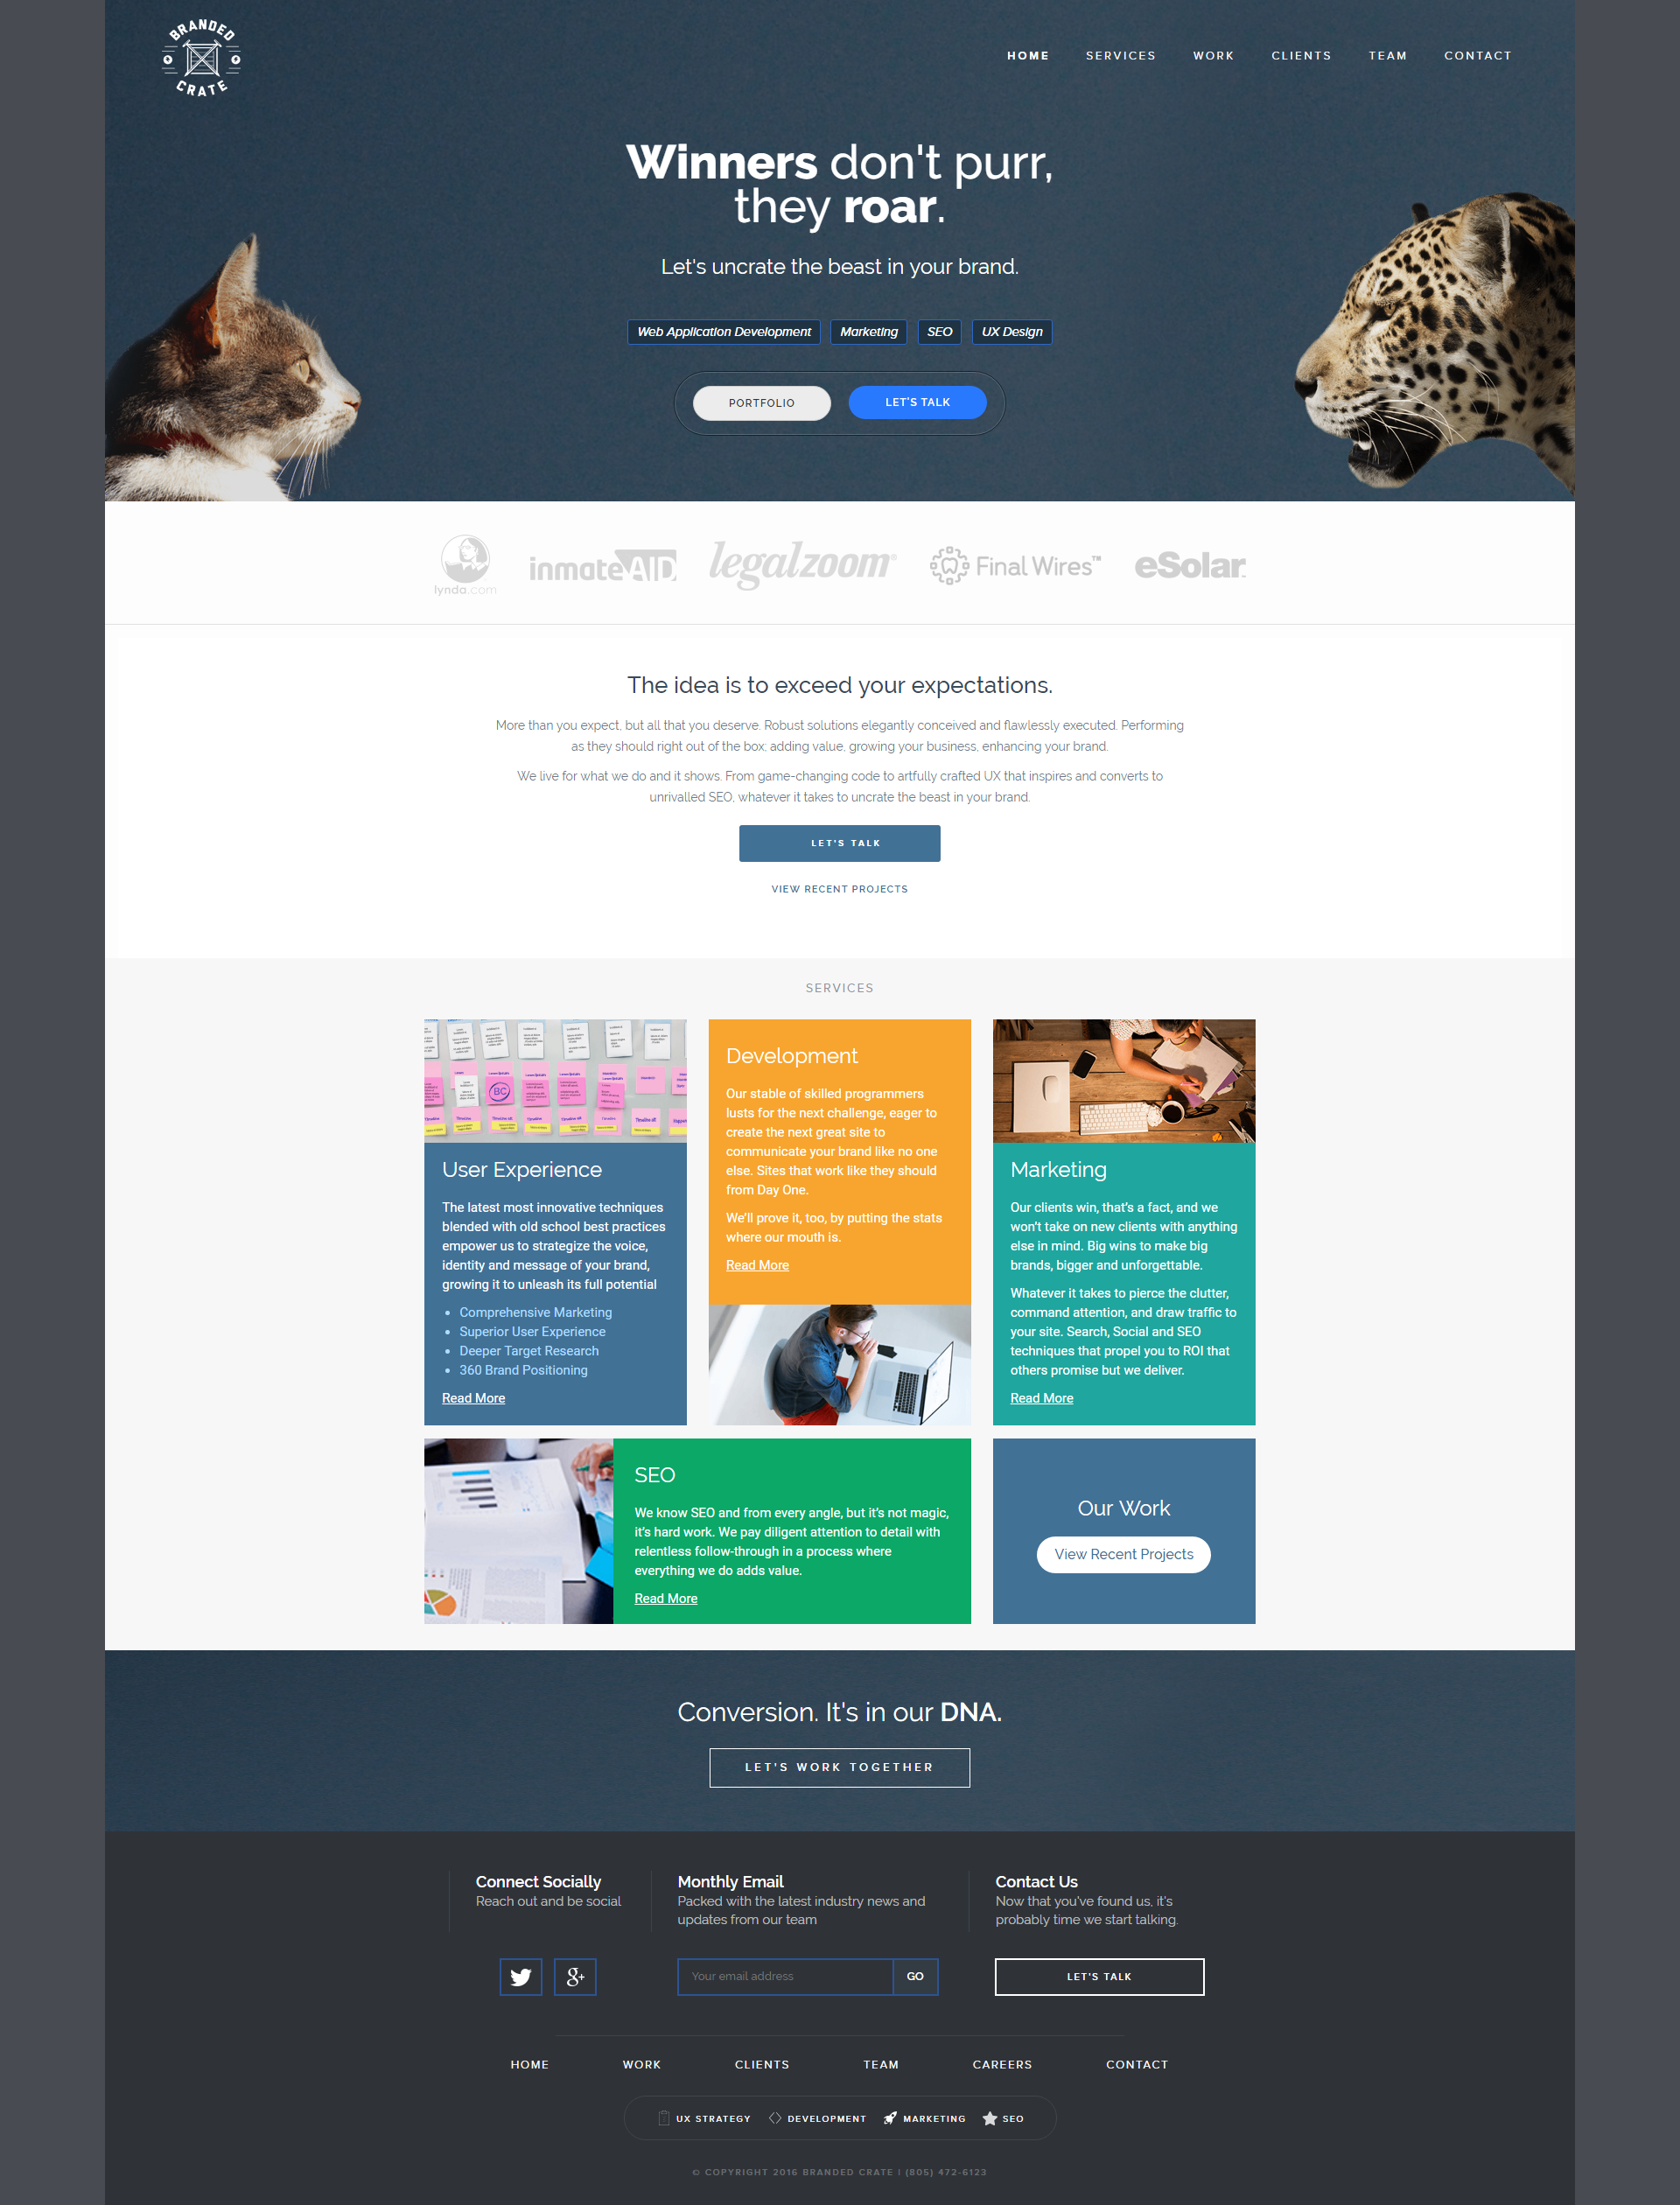 BRANDED
CRATE
HOME
SERVICES
WORK
CLIENTS
TEAM
CONTACT
Winners don't purr,
they roar.
Let's uncrate the beast in your brand.
Web Application Development
Marketing
SEO
UX Design
PORTFOLIO
LET'S TALK
lynda.com
inmateAID
legalzoom®
Final Wires™
eSolar™
The idea is to exceed your expectations.
More than you expect, but all that you deserve. Robust solutions elegantly conceived and flawlessly executed. Performing
as they should right out of the box; adding value, growing your business, enhancing your brand.
We live for what we do and it shows. From game-changing code to artfully crafted UX that inspires and converts to
unrivalled SEO, whatever it takes to uncrate the beast in your brand.
LET'S TALK
VIEW RECENT PROJECTS
SERVICES
BC
User Experience
The latest most innovative techniques
blended with old school best practices
empower us to strategize the voice,
identity and message of your brand,
growing it to unleash its full potential
• Comprehensive Marketing
• Superior User Experience
• Deeper Target Research
• 360 Brand Positioning
Read More
Development
Our stable of skilled programmers
lusts for the next challenge, eager to
create the next great site to
communicate your brand like no one
else. Sites that work like they should
from Day One.
We'll prove it, too, by putting the stats
where our mouth is.
Read More
Marketing
Our clients win, that's a fact, and we
won't take on new clients with anything
else in mind. Big wins to make big
brands, bigger and unforgettable.
Whatever it takes to pierce the clutter,
command attention, and draw traffic to
your site. Search, Social and SEO
techniques that propel you to ROI that
others promise but we deliver.
Read More
SEO
We know SEO and from every angle, but it's not magic,
it's hard work. We pay diligent attention to detail with
relentless follow-through in a process where
everything we do adds value.
Read More
Our Work
View Recent Projects
Conversion. It's in our DNA.
LET'S WORK TOGETHER
Connect Socially
Reach out and be social
Monthly Email
Packed with the latest industry news and
updates from our team
Your email address
GO
Contact Us
Now that you've found us, it's
probably time we start talking.
LET'S TALK
HOME
WORK
CLIENTS
TEAM
CAREERS
CONTACT
UX STRATEGY
DEVELOPMENT
MARKETING
SEO
© COPYRIGHT 2016 BRANDED CRATE | (805) 472-6123